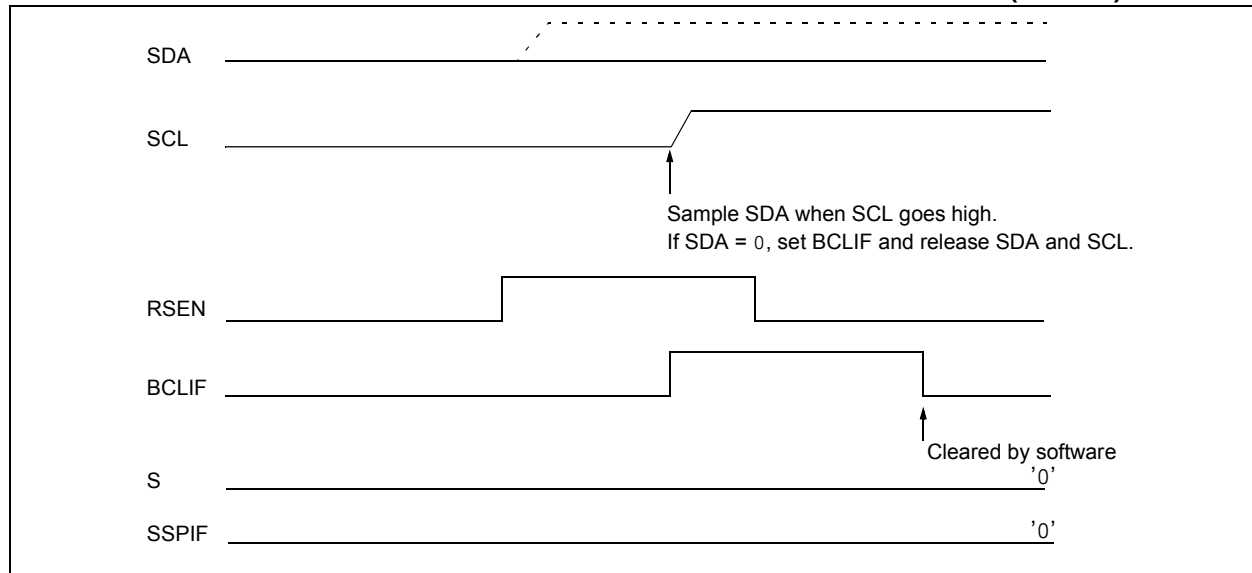 SDA
SCL
Sample SDA when SCL goes high.
If SDA = 0, set BCLIF and release SDA and SCL.
RSEN
BCLIF
Cleared by software
S
'0'
SSPIF
'0'